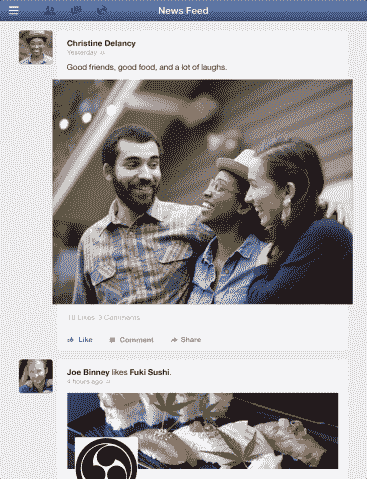 News Feed
Christine Delancy
Yesterday
Good friends, good food, and a lot of laughs.
10 Likes 3 Comments
Like Comment Share
Joe Binney likes Fuki Sushi.
4 hours ago